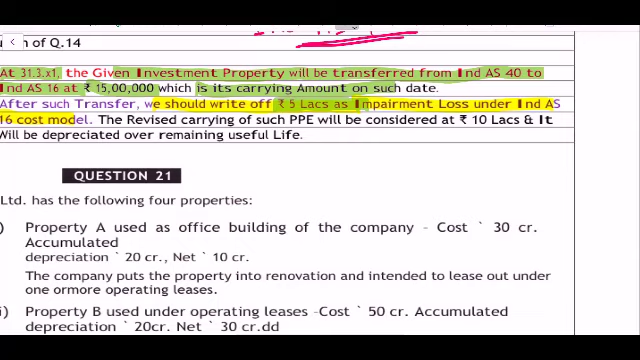 ution of Q.14
At 31.3.x1, the Given Investment Property will be transferred from Ind AS 40 to
Ind AS 16 at ₹ 15,00,000 which is its carrying Amount on such date.
After such Transfer, we should write off ₹ 5 Lacs as Impairment Loss under Ind AS
16 cost model. The Revised carrying of such PPE will be considered at ₹ 10 Lacs & It
Will be depreciated over remaining useful Life.
QUESTION 21
Ltd. has the following four properties:
) Property A used as office building of the company – Cost ` 30 cr.
Accumulated
depreciation ` 20 cr., Net ` 10 cr.
The company puts the property into renovation and intended to lease out under
one ormore operating leases.
i) Property B used under operating leases –Cost ` 50 cr. Accumulated
depreciation ` 20cr. Net ` 30 cr.dd